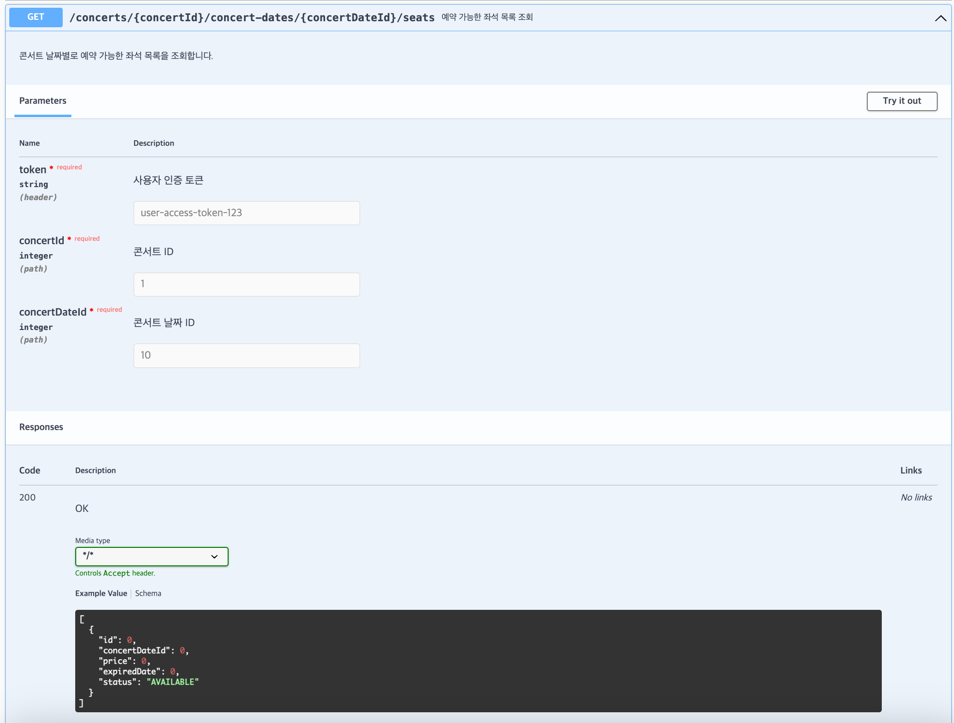 GET /concerts/{concertId}/concert-dates/{concertDateId}/seats 예약 가능한 좌석 목록 조회
콘서트 날짜별로 예약 가능한 좌석 목록을 조회합니다.
Parameters
Try it out
Name Description
token * required
string
(header)
사용자 인증 토큰
user-access-token-123
concertId * required
integer
(path)
콘서트 ID
1
concertDateId * required
integer
(path)
콘서트 날짜 ID
10
Responses
Code Description Links
200
OK
No links
Media type
*/*
Controls Accept header.
Example Value Schema
[
{
"id": 0,
"concertDateId": 0,
"price": 0,
"expiredDate": 0,
"status": "AVAILABLE"
}
]